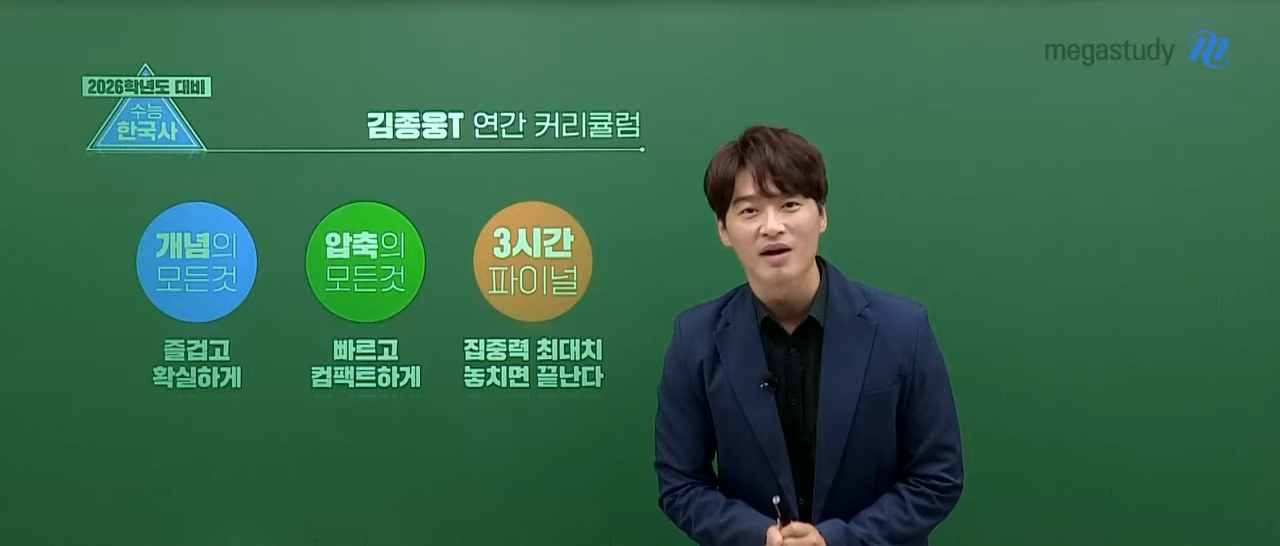 megastudy
2026학년도 대비
수능
한국사
김종웅T 연간 커리큘럼
개념의
모든것
즐겁고
확실하게
압축의
모든것
빠르고
컴팩트하게
3시간
파이널
집중력 최대치
놓치면 끝난다